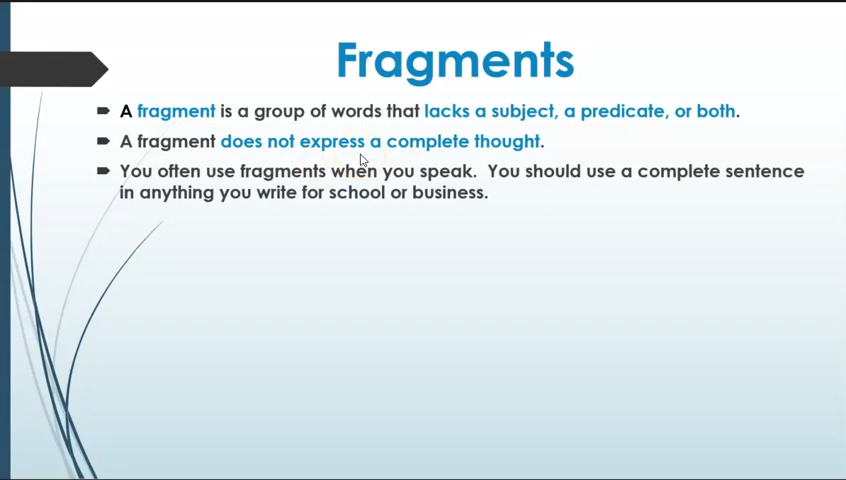 Fragments
A fragment is a group of words that lacks a subject, a predicate, or both.
A fragment does not express a complete thought.
You often use fragments when you speak. You should use a complete sentence
in anything you write for school or business.